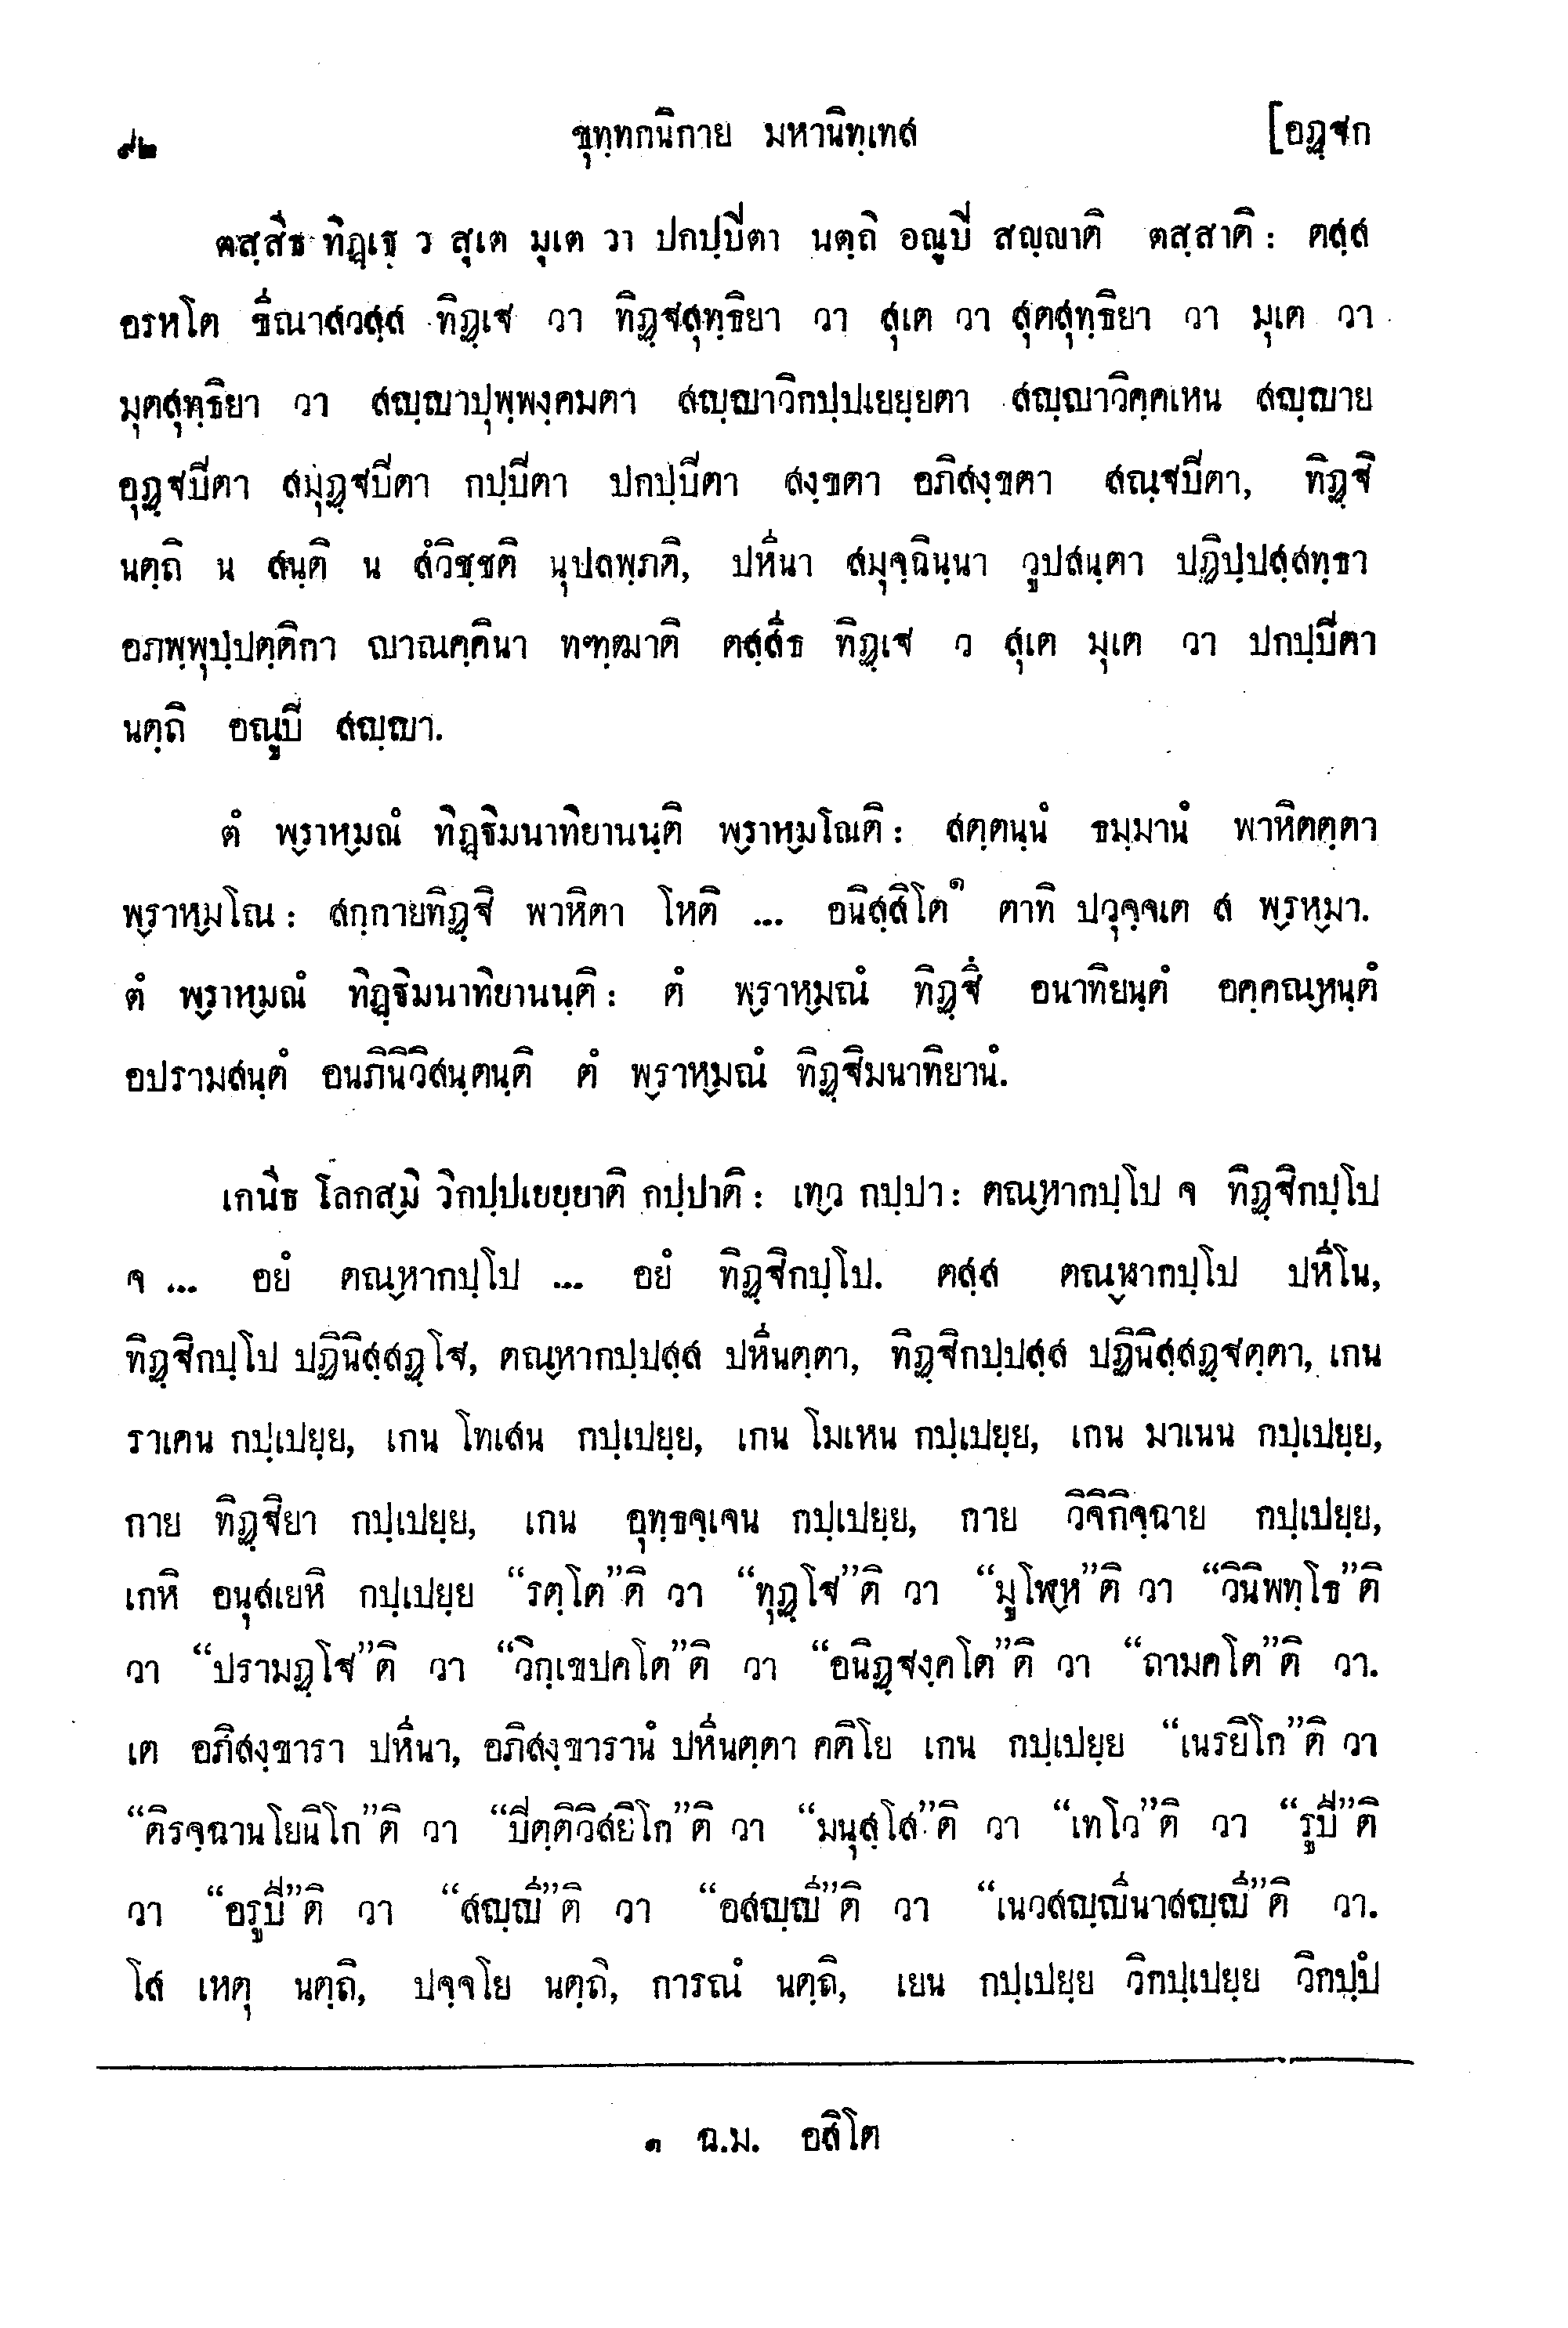 ๙๒ ขุทฺทกนิกาย มหานิทฺเทส [อฏฺฐก
ตสฺสีธ ทิฏฺเฐ ว สุเต มุเต วา ปกปฺปิตา นตฺถิ อณูปิ สญฺญาติ ตสฺสาติ: ตสฺส
อรหโต ขีณาสวสฺส ทิฏฺเฐ วา ทิฏฺฐสุทฺธิยา วา สุเต วา สุตสุทฺธิยา วา มุเต วา
มุตสุทฺธิยา วา สญฺญาปุพฺพงฺคมตา สญฺญาวิกปฺปเยยฺยตา สญฺญาวิคฺคเหน สญฺญาย
อุฏฺฐปิตา สมุฏฺฐปิตา กปฺปิตา ปกปฺปิตา สงฺขตา อภิสงฺขตา สณฺฐปิตา, ทิฏฺฐิ
นตฺถิ น สนฺติ น สํวิชฺชติ นุปลพฺภติ, ปหีนา สมุจฺฉินฺนา วูปสนฺตา ปฏิปฺปสฺสทฺธา
อภพฺพุปฺปตฺติกา ญาณคฺคินา ทฑฺฒาติ ตสฺสีธ ทิฏฺเฐ ว สุเต มุเต วา ปกปฺปิตา
นตฺถิ อณูปิ สญฺญา.
ตํ พฺราหฺมณํ ทิฏฺฐิมนาทิยานนฺติ พฺราหฺมโณติ: สตฺตนฺนํ ธมฺมานํ พาหิตตฺตา
พฺราหฺมโณ: สกฺกายทิฏฺฐิ พาหิตา โหติ ... อนิสฺสิโต๑ ตาทิ ปวุจฺจเต ส พฺรหฺมา.
ตํ พฺราหฺมณํ ทิฏฺฐิมนาทิยานนฺติ: ตํ พฺราหฺมณํ ทิฏฺฐึ อนาทิยนฺตํ อคฺคณฺหนฺตํ
อปรามสนฺตํ อนภินิวิสนฺตนฺติ ตํ พฺราหฺมณํ ทิฏฺฐิมนาทิยานํ.
เกนีธ โลกสฺมิ วิกปฺปเยยฺยาติ กปฺปาติ: เทฺว กปฺปา: ตณฺหากปฺโป จ ทิฏฺฐิกปฺโป
จ ... อยํ ตณฺหากปฺโป ... อยํ ทิฏฺฐิกปฺโป. ตสฺส ตณฺหากปฺโป ปหีโน,
ทิฏฺฐิกปฺโป ปฏินิสฺสฏฺโฐ, ตณฺหากปฺปสฺส ปหีนตฺตา, ทิฏฺฐิกปฺปสฺส ปฏินิสฺสฏฺฐตฺตา, เกน
ราเคน กปฺเปยฺย, เกน โทเสน กปฺเปยฺย, เกน โมเหน กปฺเปยฺย, เกน มาเนน กปฺเปยฺย,
กาย ทิฏฺฐิยา กปฺเปยฺย, เกน อุทฺธจฺเจน กปฺเปยฺย, กาย วิจิกิจฺฉาย กปฺเปยฺย,
เกหิ อนุสเยหิ กปฺเปยฺย “รตฺโต”ติ วา “ทุฏฺโฐ”ติ วา “มูโฬฺห”ติ วา “วินิพทฺโธ”ติ
วา “ปรามฏฺโฐ”ติ วา “วิกฺเขปคโต”ติ วา “อนิฏฺฐงฺคโต”ติ วา “ถามคโต”ติ วา.
เต อภิสงฺขารา ปหีนา, อภิสงฺขารานํ ปหีนตฺตา คติโย เกน กปฺเปยฺย “เนรยิโก”ติ วา
“ติรจฺฉานโยนิโก”ติ วา “ปิตฺติวิสยิโก”ติ วา “มนุสฺโส”ติ วา “เทโว”ติ วา “รูปี”ติ
วา “อรูปี”ติ วา “สญฺญี”ติ วา “อสญฺญี”ติ วา “เนวสญฺญีนาสญฺญี”ติ วา.
โส เหตุ นตฺถิ, ปจฺจโย นตฺถิ, การณํ นตฺถิ, เยน กปฺเปยฺย วิกปฺเปยฺย วิกปฺปํ
๑ ฉ.ม. อสิโต